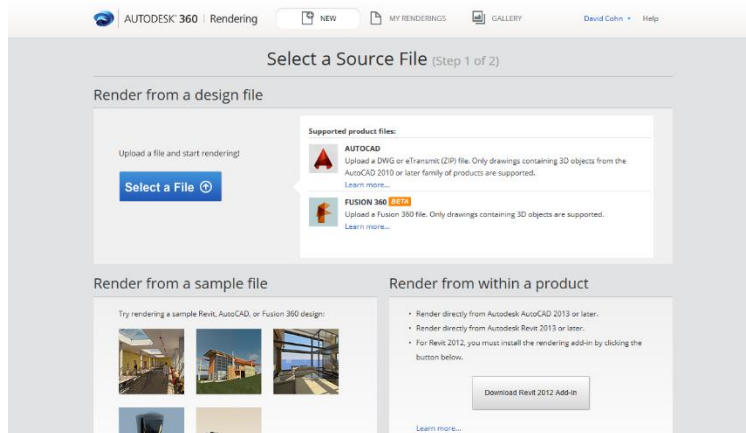 AUTODESK® 360 | Rendering
NEW
MY RENDERINGS
GALLERY
David Cohn
Help
Select a Source File (Step 1 of 2)
Render from a design file
Upload a file and start rendering!
Select a File
Supported product files:
AUTOCAD
Upload a DWG or eTransmit (ZIP) file. Only drawings containing 3D objects from the
AutoCAD 2010 or later family of products are supported.
Learn more...
FUSION 360 BETA
Upload a Fusion 360 file. Only drawings containing 3D objects are supported.
Learn more...
Render from a sample file
Try rendering a sample Revit, AutoCAD, or Fusion 360 design:
Render from within a product
• Render directly from Autodesk AutoCAD 2013 or later.
• Render directly from Autodesk Revit 2013 or later.
• For Revit 2012, you must install the rendering add-in by clicking the
button below.
Download Revit 2012 Add-In
Learn more...